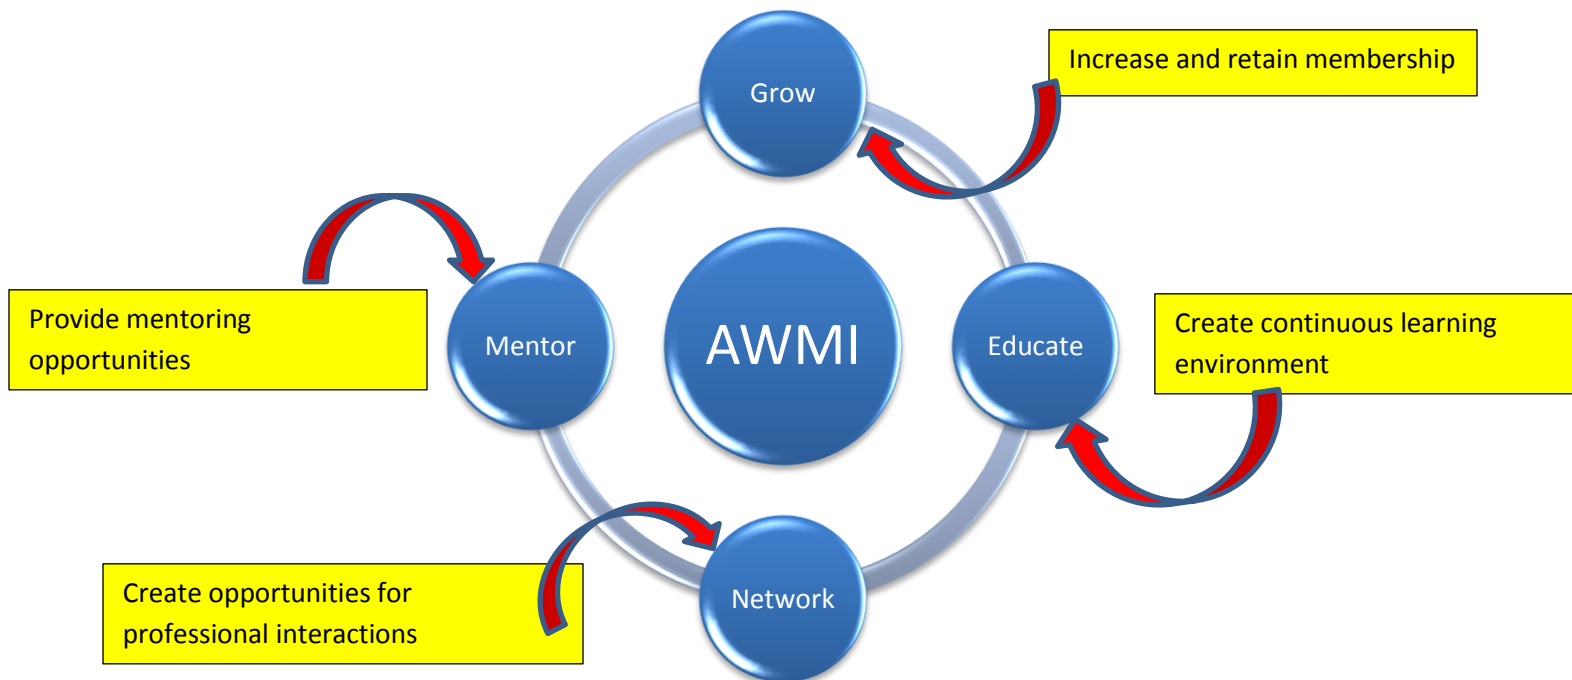 Grow
Increase and retain membership
Provide mentoring
opportunities
Mentor
AWMI
Educate
Create continuous learning
environment
Create opportunities for
professional interactions
Network